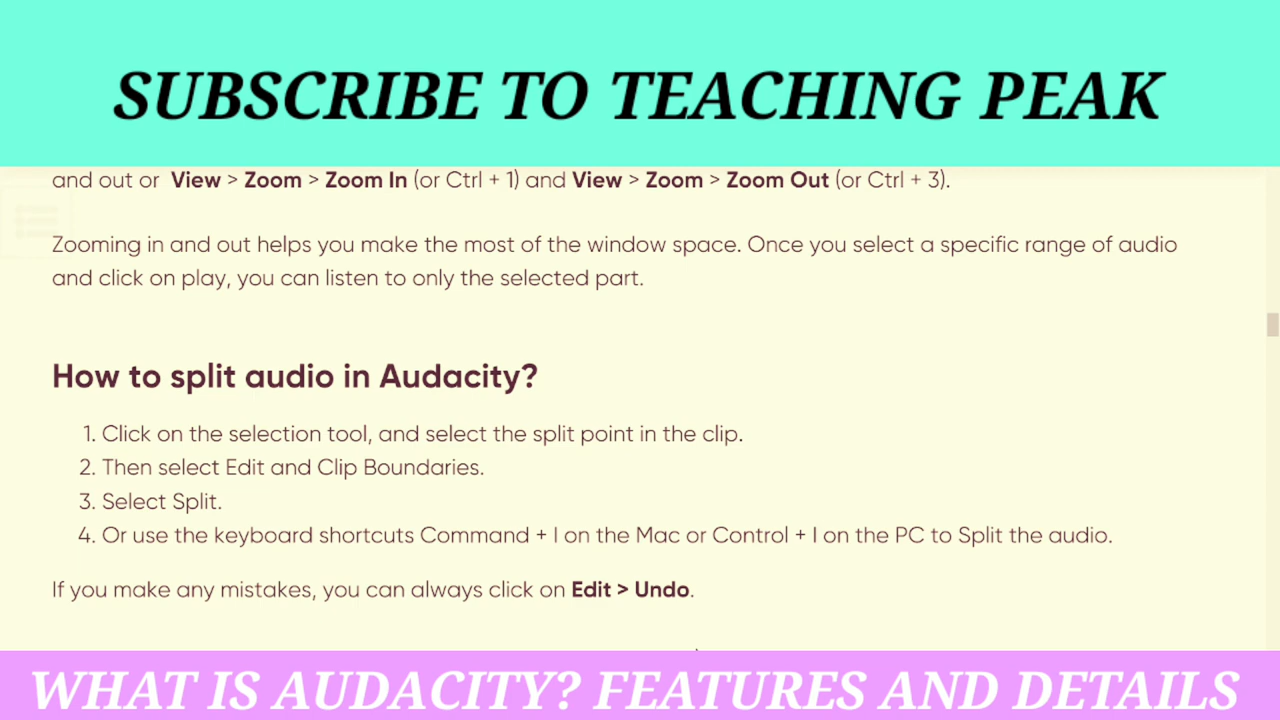 SUBSCRIBE TO TEACHING PEAK
and out or View > Zoom > Zoom In (or Ctrl + 1) and View > Zoom > Zoom Out (or Ctrl + 3).
Zooming in and out helps you make the most of the window space. Once you select a specific range of audio
and click on play, you can listen to only the selected part.
How to split audio in Audacity?
1. Click on the selection tool, and select the split point in the clip.
2. Then select Edit and Clip Boundaries.
3. Select Split.
4. Or use the keyboard shortcuts Command + I on the Mac or Control + I on the PC to Split the audio.
If you make any mistakes, you can always click on Edit > Undo.
WHAT IS AUDACITY? FEATURES AND DETAILS